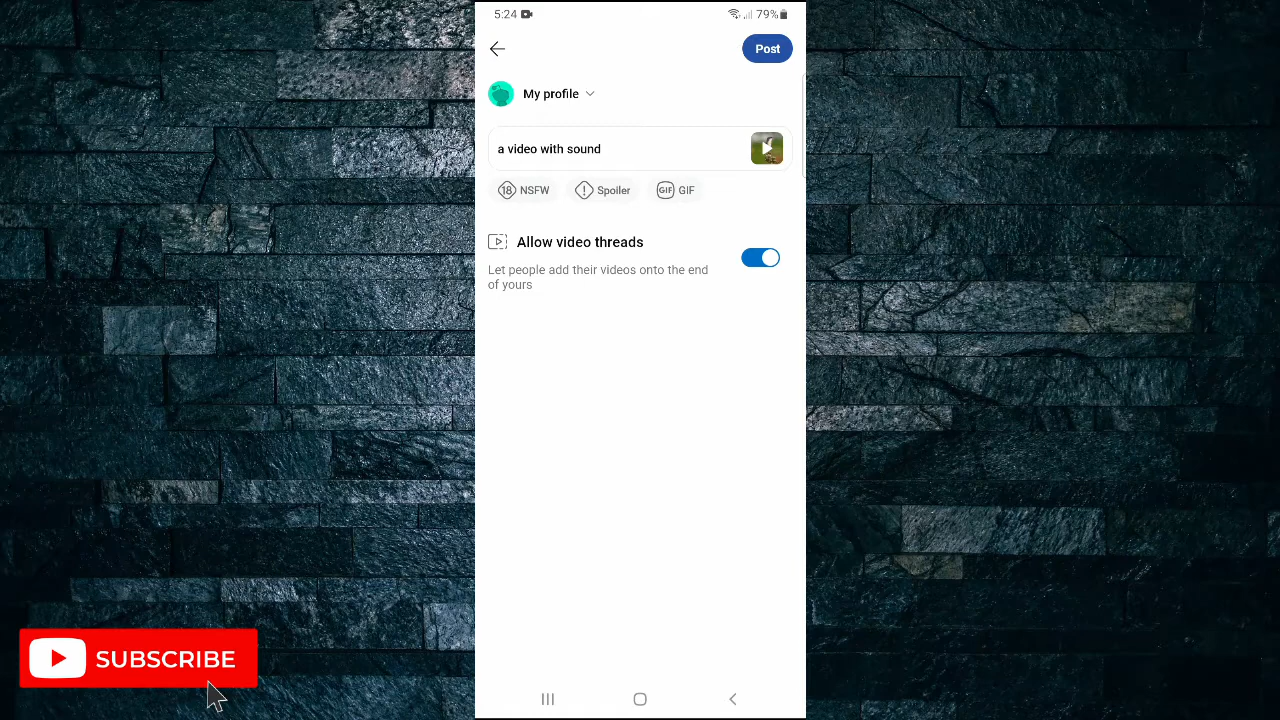 5:24
79%
Post
My profile
a video with sound
18 NSFW
! Spoiler
GIF GIF
Allow video threads
Let people add their videos onto the end
of yours
SUBSCRIBE